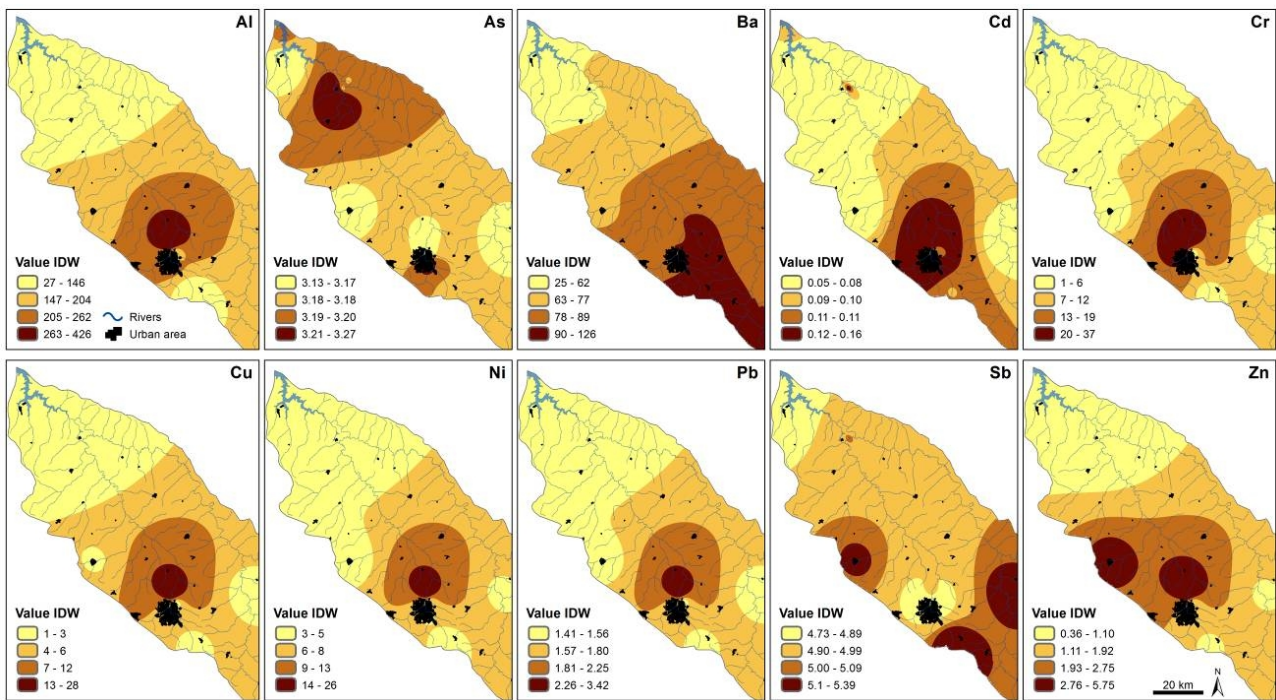 Al
Value IDW
27 - 146
147 - 204
205 - 262
263 - 426
Rivers
Urban area
As
Value IDW
3.13 - 3.17
3.18 - 3.18
3.19 - 3.20
3.21 - 3.27
Ba
Value IDW
25 - 62
63 - 77
78 - 89
90 - 126
Cd
Value IDW
0.05 - 0.08
0.09 - 0.10
0.11 - 0.11
0.12 - 0.16
Cr
Value IDW
1 - 6
7 - 12
13 - 19
20 - 37
Cu
Value IDW
1 - 3
4 - 6
7 - 12
13 - 28
Ni
Value IDW
3 - 5
6 - 8
9 - 13
14 - 26
Pb
Value IDW
1.41 - 1.56
1.57 - 1.80
1.81 - 2.25
2.26 - 3.42
Sb
Value IDW
4.73 - 4.89
4.90 - 4.99
5.00 - 5.09
5.1 - 5.39
Zn
Value IDW
0.36 - 1.10
1.11 - 1.92
1.93 - 2.75
2.76 - 5.75
20 km
N